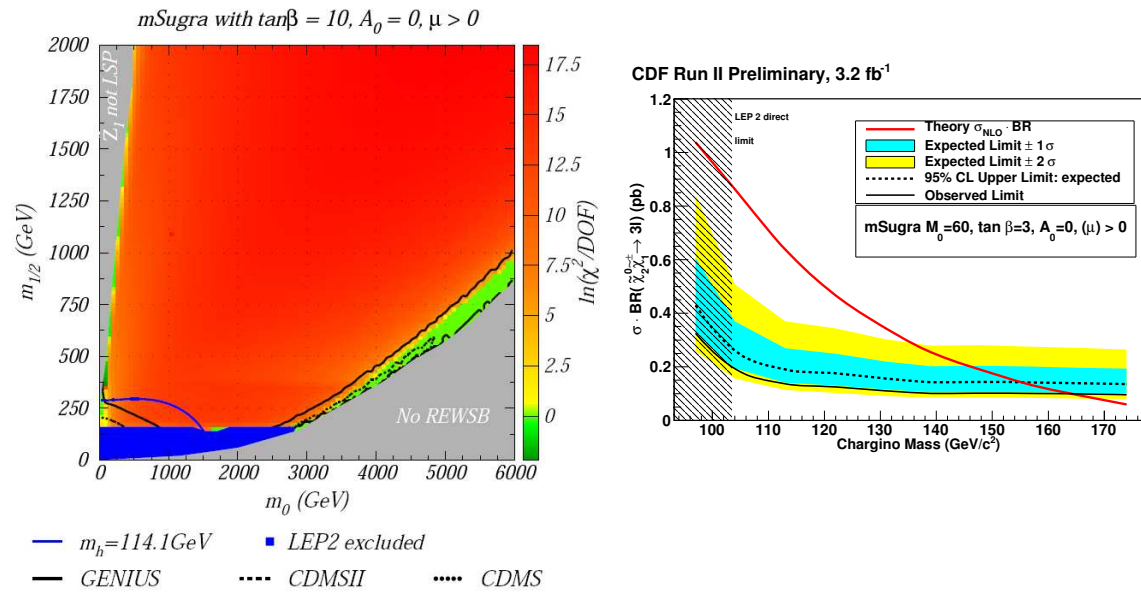 mSugra with tanβ = 10, A₀ = 0, μ > 0
2000
1750
1500
1250
1000
750
500
250
0
m₁/₂ (GeV)
Z̃₁ not LSP
No REWSB
0
1000
2000
3000
4000
5000
6000
m₀ (GeV)
17.5
15
12.5
10
7.5
5
2.5
0
ln(χ²/DOF)
m_h=114.1GeV
LEP2 excluded
GENIUS
CDMSII
CDMS
CDF Run II Preliminary, 3.2 fb⁻¹
1.2
1
0.8
0.6
0.4
0.2
0
σ · BR(χ̃₂⁰χ̃₁± → 3l) (pb)
LEP 2 direct
limit
Theory σ_NLO · BR
Expected Limit ± 1 σ
Expected Limit ± 2 σ
95% CL Upper Limit: expected
Observed Limit
mSugra M₀=60, tan β=3, A₀=0, (μ) > 0
100
110
120
130
140
150
160
170
Chargino Mass (GeV/c²)